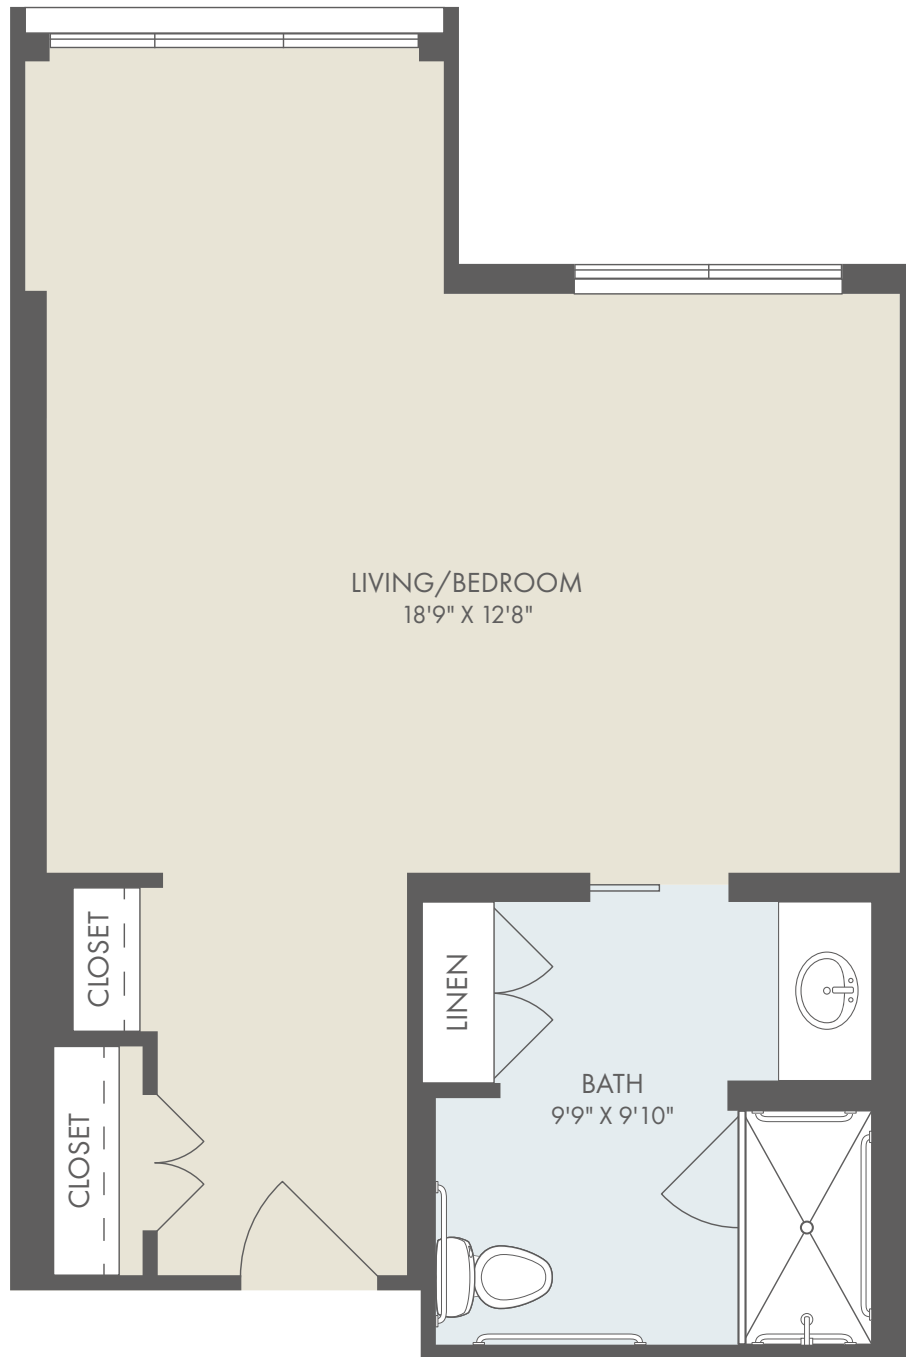 LIVING/BEDROOM
18'9" X 12'8"
CLOSET
LINEN
BATH
9'9" X 9'10"
CLOSET